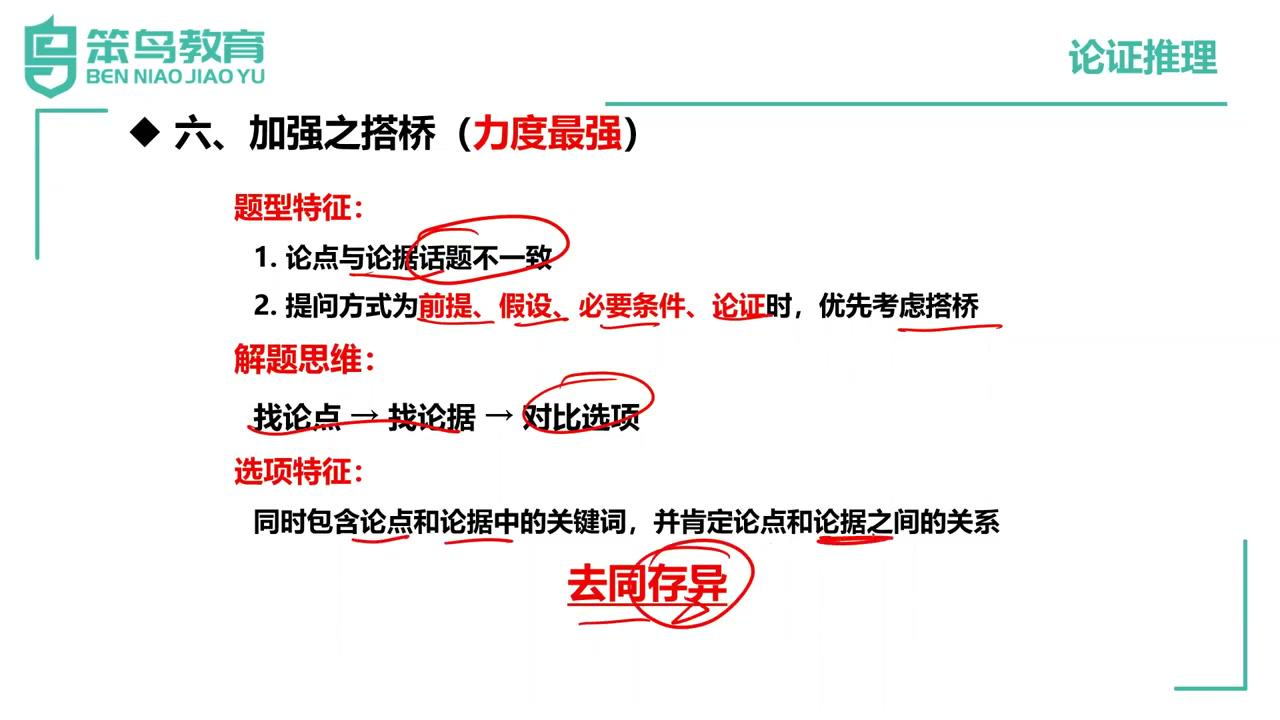 笨鸟教育
BEN NIAO JIAO YU
论证推理
◆ 六、加强之搭桥（力度最强）
题型特征：
1. 论点与论据话题不一致
2. 提问方式为前提、假设、必要条件、论证时，优先考虑搭桥
解题思维：
找论点 → 找论据 → 对比选项
选项特征：
同时包含论点和论据中的关键词，并肯定论点和论据之间的关系
去同存异